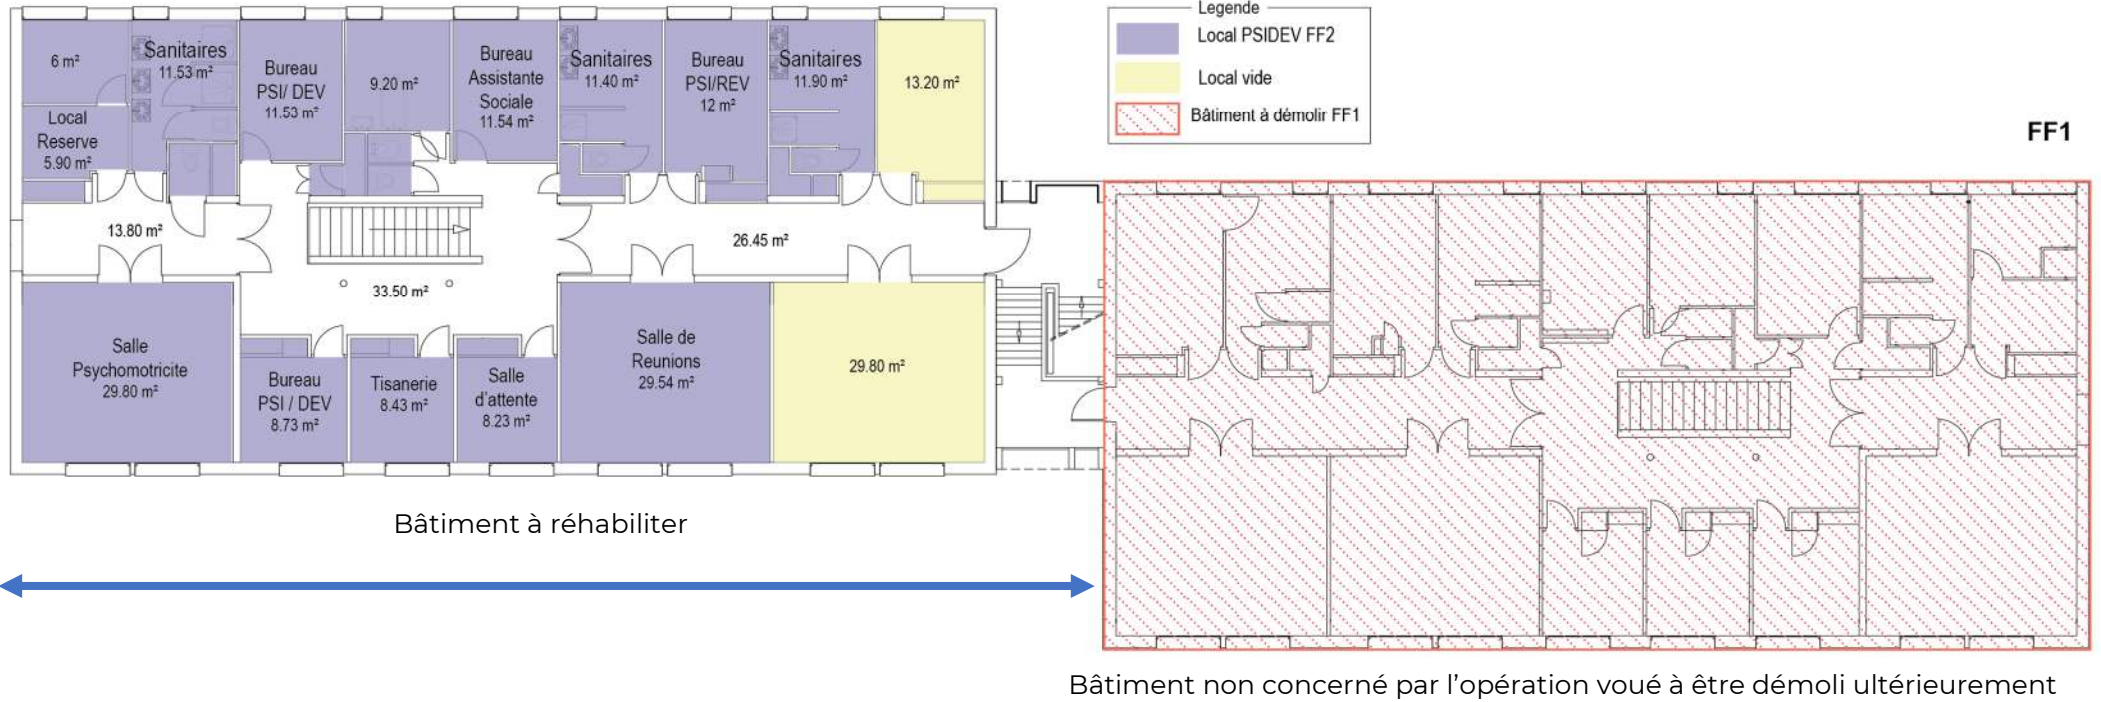 Legende
Local PSIDEV FF2
Local vide
Bâtiment à démolir FF1
FF1
6 m²
Sanitaires
11.53 m²
Bureau
PSI/ DEV
11.53 m²
9.20 m²
Bureau
Assistante
Sociale
11.54 m²
Sanitaires
11.40 m²
Bureau
PSI/REV
12 m²
Sanitaires
11.90 m²
13.20 m²
Local
Reserve
5.90 m²
13.80 m²
26.45 m²
33.50 m²
Salle
Psychomotricite
29.80 m²
Bureau
PSI / DEV
8.73 m²
Tisanerie
8.43 m²
Salle
d'attente
8.23 m²
Salle de
Reunions
29.54 m²
29.80 m²
Bâtiment à réhabiliter
Bâtiment non concerné par l'opération voué à être démoli ultérieurement